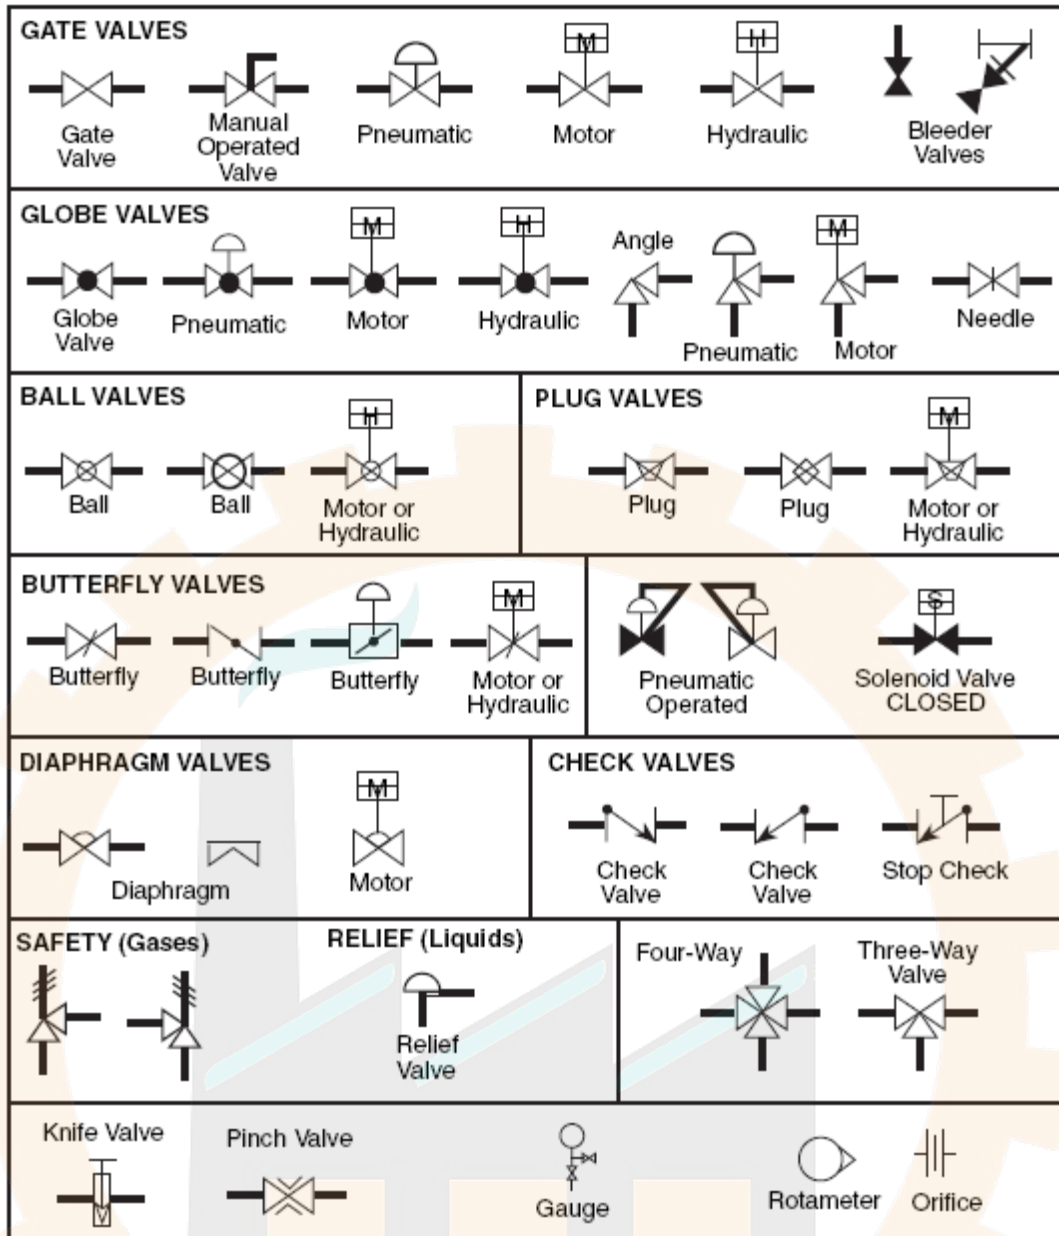 GATE VALVES
M
H
Gate
Valve
Manual
Operated
Valve
Pneumatic
Motor
Hydraulic
Bleeder
Valves
GLOBE VALVES
M
H
Angle
M
Globe
Valve
Pneumatic
Motor
Hydraulic
Pneumatic
Motor
Needle
BALL VALVES
H
Ball
Ball
Motor or
Hydraulic
PLUG VALVES
M
Plug
Plug
Motor or
Hydraulic
BUTTERFLY VALVES
M
Butterfly
Butterfly
Butterfly
Motor or
Hydraulic
S
Pneumatic
Operated
Solenoid Valve
CLOSED
DIAPHRAGM VALVES
M
Diaphragm
Motor
CHECK VALVES
Check
Valve
Check
Valve
Stop Check
SAFETY (Gases)
RELIEF (Liquids)
Relief
Valve
Four-Way
Three-Way
Valve
Knife Valve
Pinch Valve
Gauge
Rotameter
Orifice